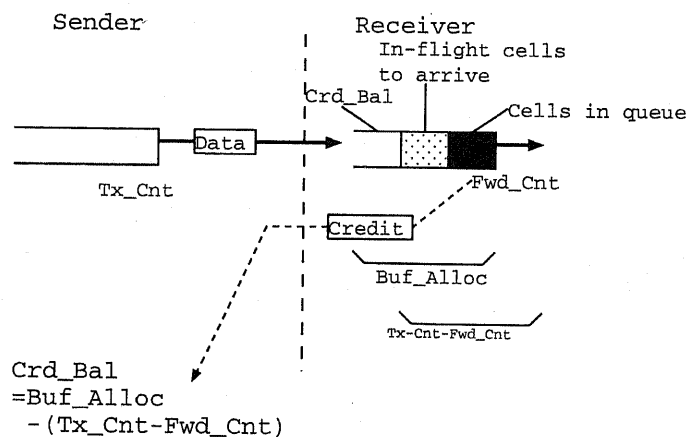 Sender
Receiver
In-flight cells
to arrive
Crd_Bal
Cells in queue
Data
Tx_Cnt
Fwd_Cnt
Credit
Buf_Alloc
Tx-Cnt-Fwd_Cnt
Crd_Bal
=Buf_Alloc
-(Tx_Cnt-Fwd_Cnt)